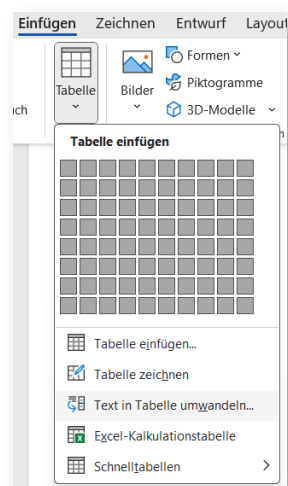 Einfügen Zeichnen Entwurf Layout
Formen
Tabelle Bilder Piktogramme
3D-Modelle
Tabelle einfügen
Tabelle einfügen...
Tabelle zeichnen
Text in Tabelle umwandeln...
Excel-Kalkulationstabelle
Schnelltabellen